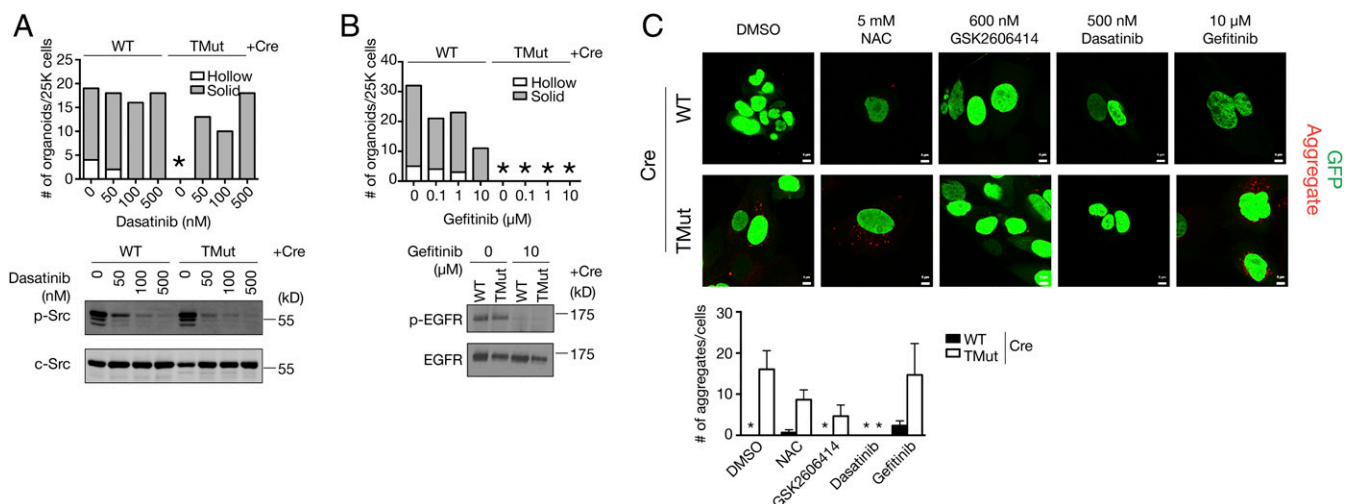 A
WT TMut +Cre
# of organoids/25K cells
25
20
15
10
5
0
Hollow
Solid
*
0 50 100 500 0 50 100 500
Dasatinib (nM)
WT TMut +Cre
Dasatinib (nM)
0 50 100 500 0 50 100 500
(kD)
p-Src
55
c-Src
55
B
WT TMut +Cre
# of organoids/25K cells
40
30
20
10
0
Hollow
Solid
* * * *
0 0.1 1 10 0 0.1 1 10
Gefitinib (µM)
Gefitinib 0 10
(µM)
WT TMut WT TMut
+Cre
(kD)
p-EGFR
175
EGFR
175
C
DMSO
5 mM
NAC
600 nM
GSK2606414
500 nM
Dasatinib
10 µM
Gefitinib
Cre
WT
TMut
GFP
Aggregate
# of aggregates/cells
30
20
10
0
* * * *
DMSO
NAC
GSK2606414
Dasatinib
Gefitinib
WT
TMut
Cre